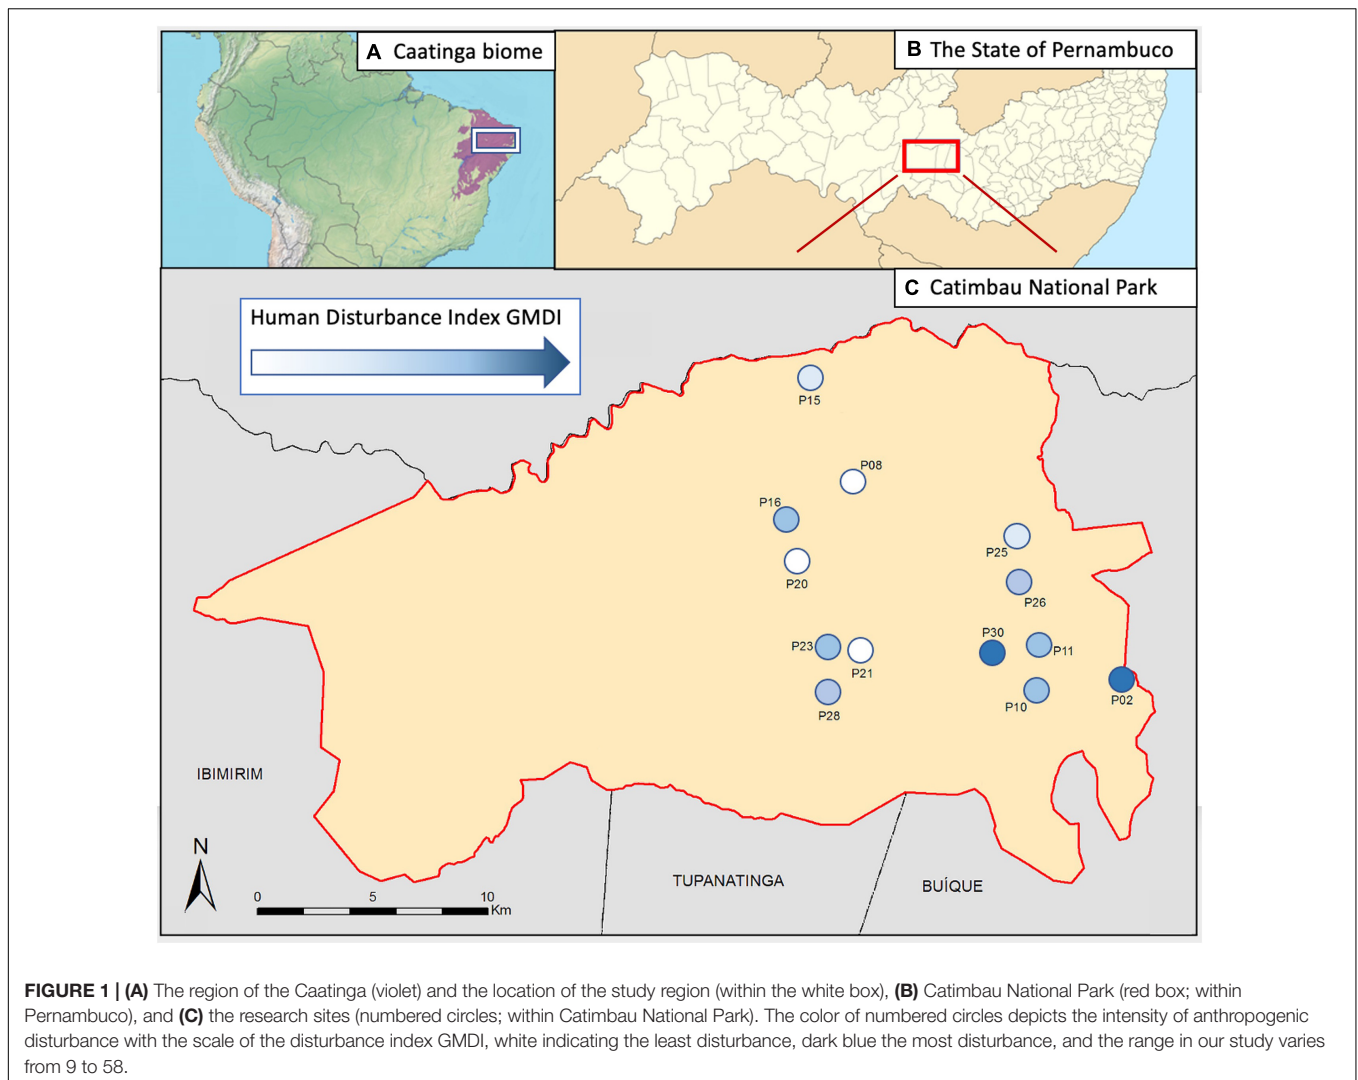 A Caatinga biome
B The State of Pernambuco
C Catimbau National Park
Human Disturbance Index GMDI
P15
P08
P16
P25
P20
P26
P30
P23
P11
P21
P02
P10
P28
IBIMIRIM
N
TUPANATINGA
BUÍQUE
0 5 10
Km
FIGURE 1 | (A) The region of the Caatinga (violet) and the location of the study region (within the white box), (B) Catimbau National Park (red box; within
Pernambuco), and (C) the research sites (numbered circles; within Catimbau National Park). The color of numbered circles depicts the intensity of anthropogenic
disturbance with the scale of the disturbance index GMDI, white indicating the least disturbance, dark blue the most disturbance, and the range in our study varies
from 9 to 58.